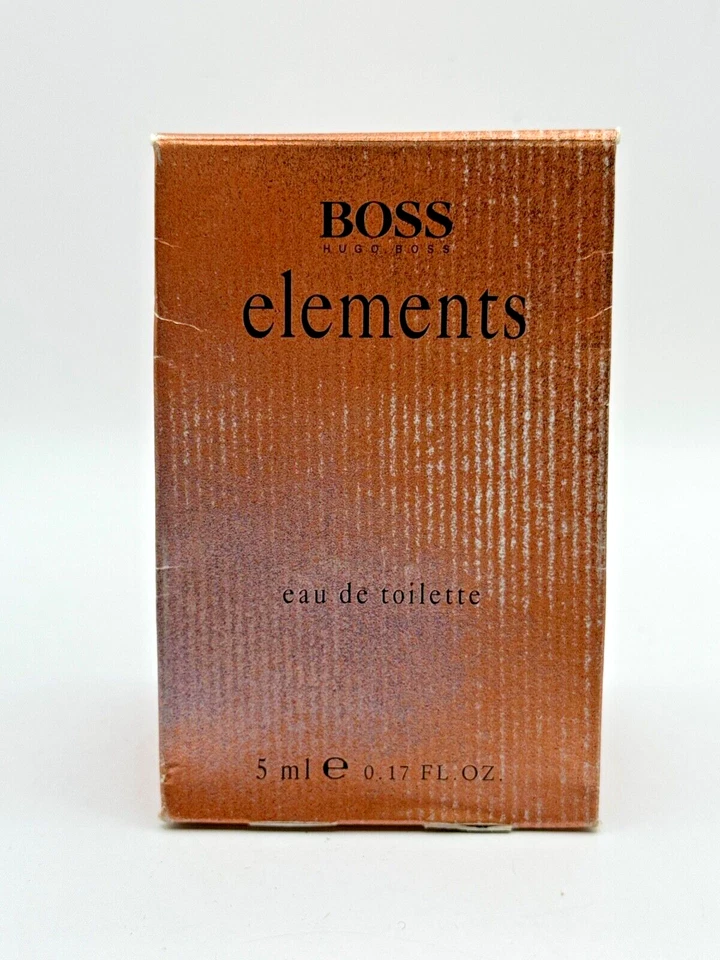 BOSS
HUGO BOSS
elements
eau de toilette
5 ml ℮ 0.17 FL.OZ.